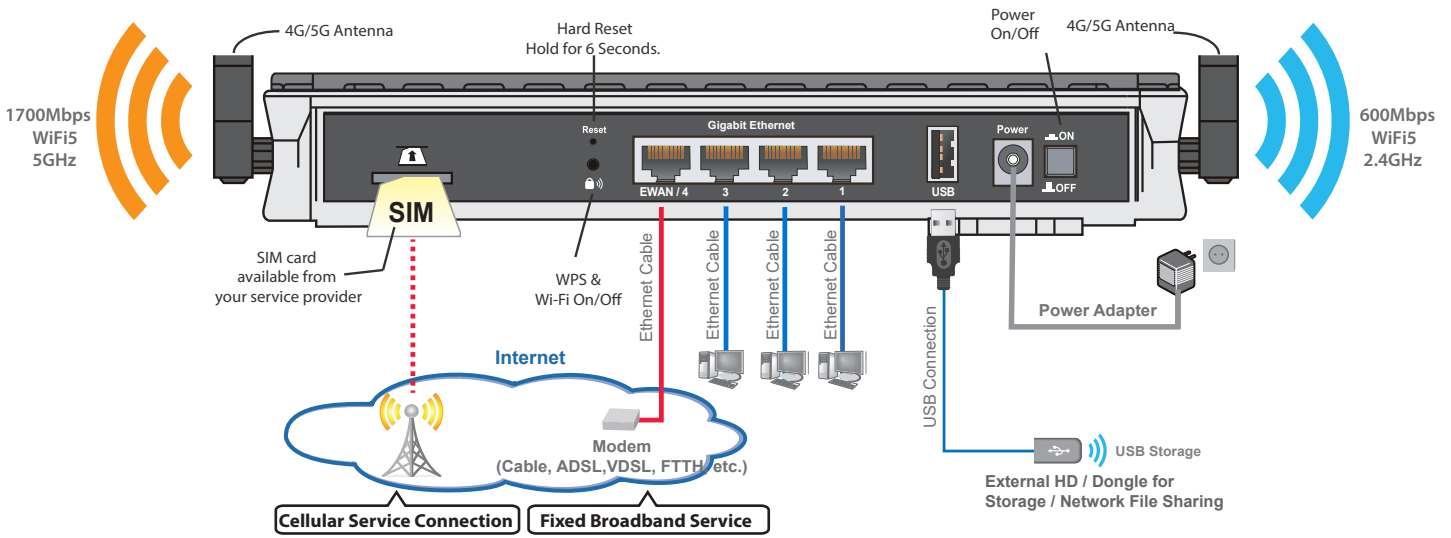 4G/5G Antenna
Hard Reset
Hold for 6 Seconds.
Power
On/Off
4G/5G Antenna
1700Mbps
WiFi5
5GHz
600Mbps
WiFi5
2.4GHz
Reset
Gigabit Ethernet
Power
ON
OFF
EWAN / 4
3
2
1
USB
SIM
SIM card
available from
your service provider
WPS &
Wi-Fi On/Off
Ethernet Cable
Ethernet Cable
Ethernet Cable
Ethernet Cable
USB Connection
Power Adapter
Internet
Modem
(Cable, ADSL,VDSL, FTTH, etc.)
USB Storage
External HD / Dongle for
Storage / Network File Sharing
Cellular Service Connection
Fixed Broadband Service